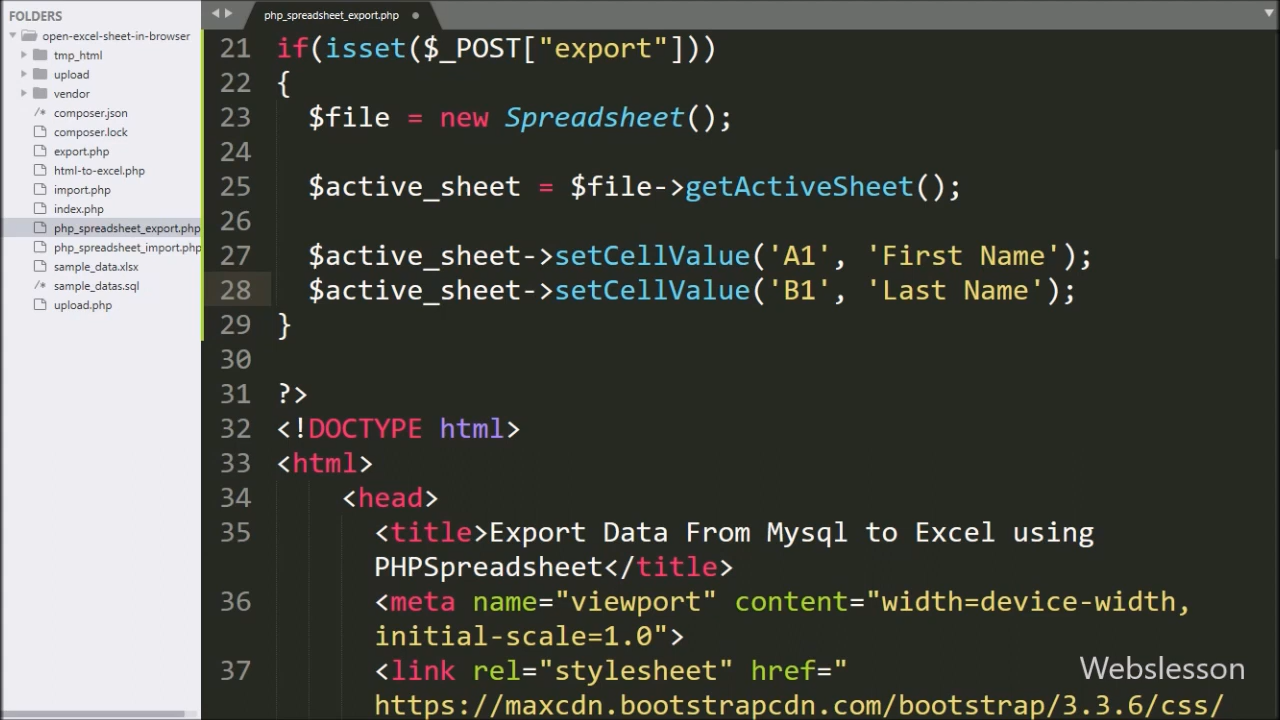 FOLDERS
open-excel-sheet-in-browser
tmp_html
upload
vendor
composer.json
composer.lock
export.php
html-to-excel.php
import.php
index.php
php_spreadsheet_export.php
php_spreadsheet_import.php
sample_data.xlsx
sample_datas.sql
upload.php
php_spreadsheet_export.php
21 if(isset($_POST["export"]))
22 {
23 $file = new Spreadsheet();
24
25 $active_sheet = $file->getActiveSheet();
26
27 $active_sheet->setCellValue('A1', 'First Name');
28 $active_sheet->setCellValue('B1', 'Last Name');
29 }
30
31 ?>
32 <!DOCTYPE html>
33 <html>
34 <head>
35 <title>Export Data From Mysql to Excel using
PHPSpreadsheet</title>
36 <meta name="viewport" content="width=device-width,
initial-scale=1.0">
37 <link rel="stylesheet" href="
https://maxcdn.bootstrapcdn.com/bootstrap/3.3.6/css/
Webslesson